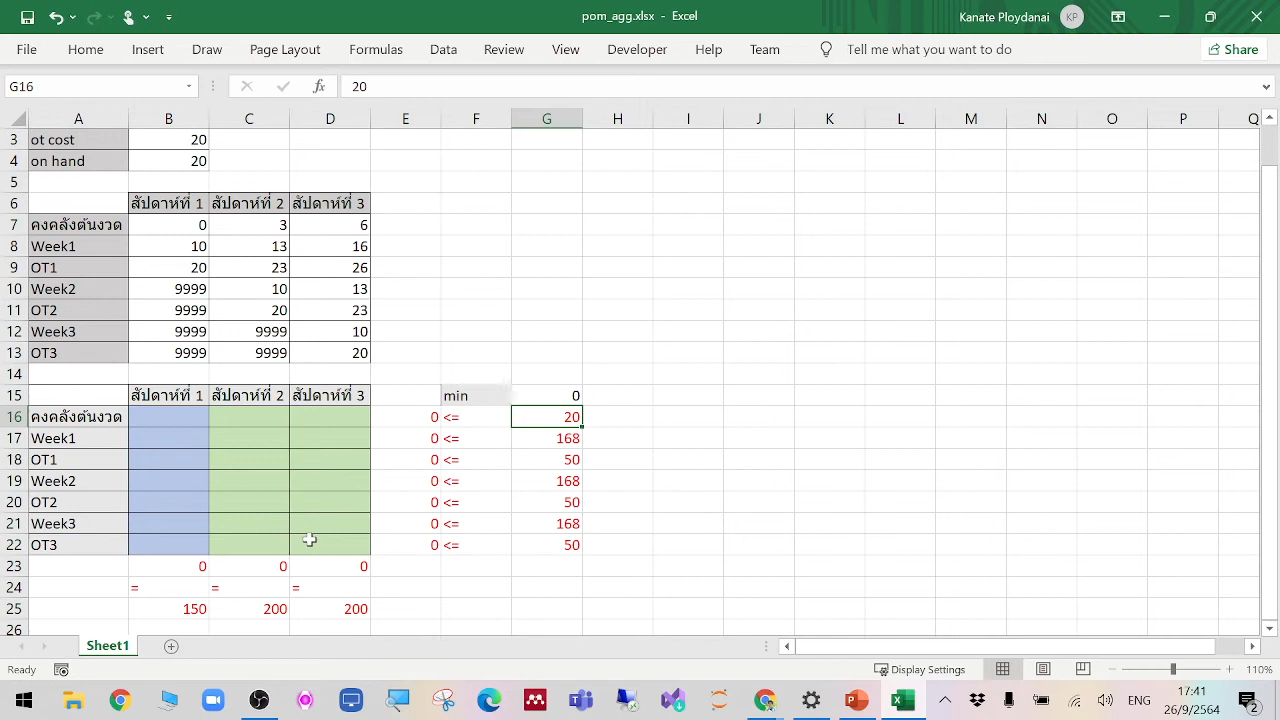 pom_agg.xlsx - Excel
Kanate Ploydanai KP
File Home Insert Draw Page Layout Formulas Data Review View Developer Help Team Tell me what you want to do Share
G16 fx 20
A B C D E F G H I J K L M N O P Q
3 ot cost 20
4 on hand 20
5
6 สัปดาห์ที่ 1 สัปดาห์ที่ 2 สัปดาห์ที่ 3
7 คงคลังต้นงวด 0 3 6
8 Week1 10 13 16
9 OT1 20 23 26
10 Week2 9999 10 13
11 OT2 9999 20 23
12 Week3 9999 9999 10
13 OT3 9999 9999 20
14
15 สัปดาห์ที่ 1 สัปดาห์ที่ 2 สัปดาห์ที่ 3 min 0
16 คงคลังต้นงวด 0 <= 20
17 Week1 0 <= 168
18 OT1 0 <= 50
19 Week2 0 <= 168
20 OT2 0 <= 50
21 Week3 0 <= 168
22 OT3 0 <= 50
23 0 0 0
24 = = =
25 150 200 200
26
Sheet1
Ready Display Settings 110%
ENG 17:41
26/9/2564 2